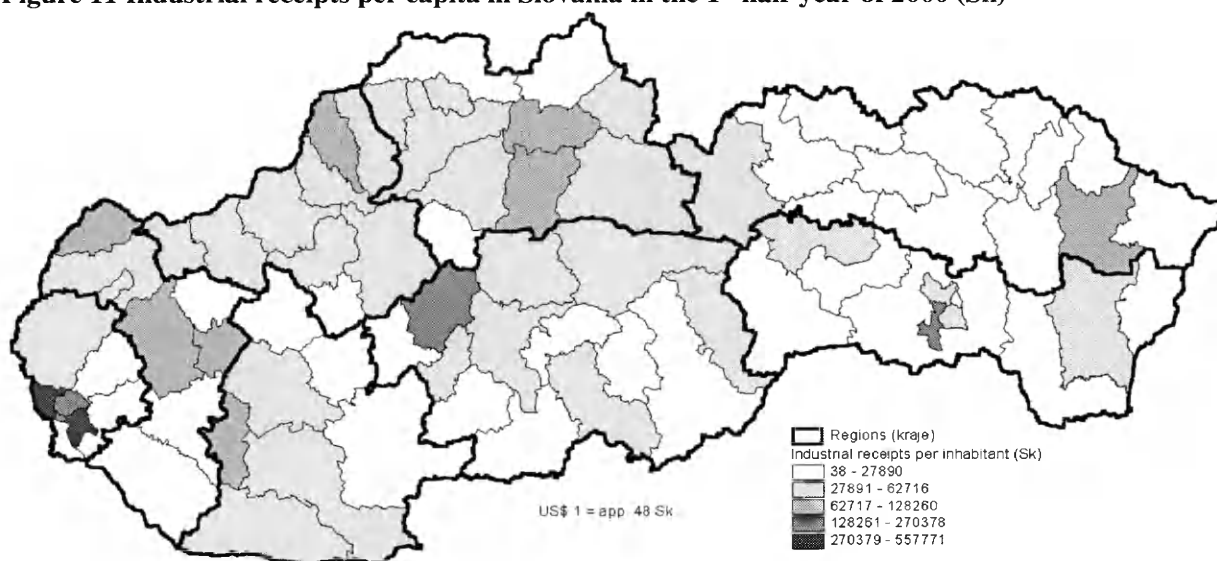 Figure 11 Industrial receipts per capita in Slovakia in the 1st half year of 2000 (Sk)
US$ 1 = app. 48 Sk
Regions (kraje)
Industrial receipts per inhabitant (Sk)
38 - 27890
27891 - 62716
62717 - 128260
128261 - 270378
270379 - 557771